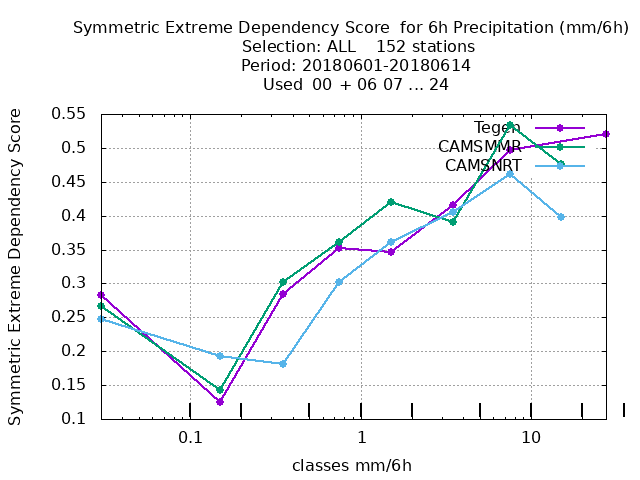 Symmetric Extreme Dependency Score for 6h Precipitation (mm/6h)
Selection: ALL 152 stations
Period: 20180601-20180614
Used 00 + 06 07 ... 24
Symmetric Extreme Dependency Score
0.55
0.5
0.45
0.4
0.35
0.3
0.25
0.2
0.15
0.1
Tegen
CAMSMMR
CAMSNRT
0.1 1 10
classes mm/6h